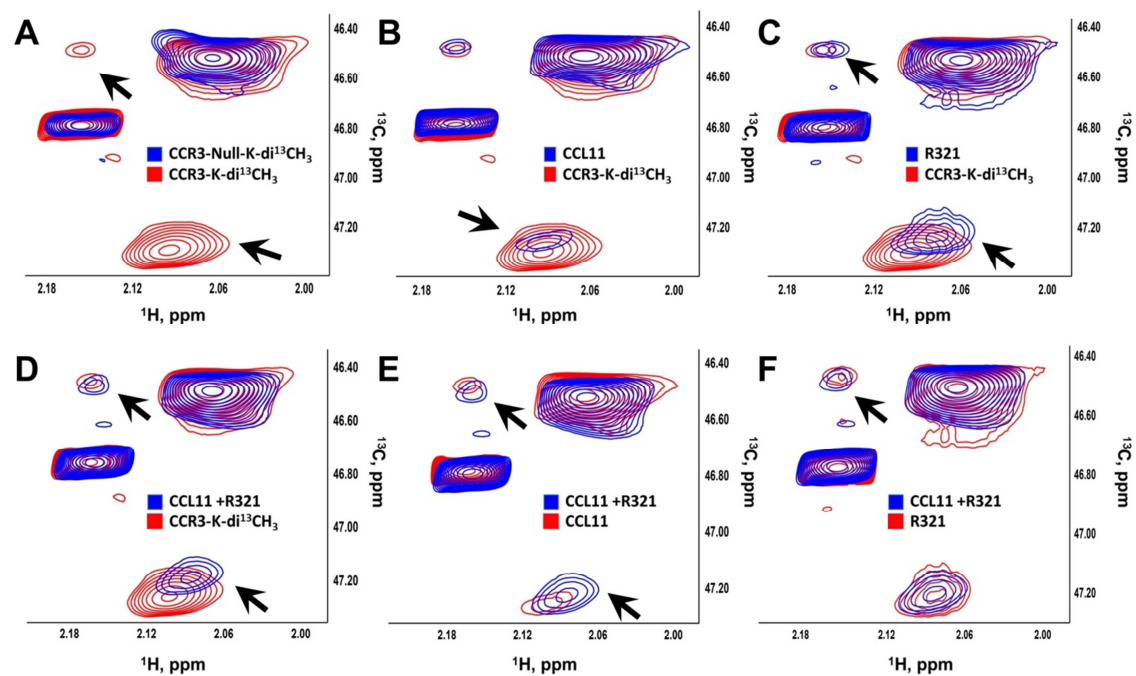 A
46.40
46.60
46.80
47.00
47.20
¹³C, ppm
CCR3-Null-K-di¹³CH₃
CCR3-K-di¹³CH₃
2.18 2.12 2.06 2.00
¹H, ppm
B
46.40
46.60
46.80
47.00
47.20
¹³C, ppm
CCL11
CCR3-K-di¹³CH₃
2.18 2.12 2.06 2.00
¹H, ppm
C
46.40
46.60
46.80
47.00
47.20
¹³C, ppm
R321
CCR3-K-di¹³CH₃
2.18 2.12 2.06 2.00
¹H, ppm
D
46.40
46.60
46.80
47.00
47.20
¹³C, ppm
CCL11 +R321
CCR3-K-di¹³CH₃
2.18 2.12 2.06 2.00
¹H, ppm
E
46.40
46.60
46.80
47.00
47.20
¹³C, ppm
CCL11 +R321
CCL11
2.18 2.12 2.06 2.00
¹H, ppm
F
46.40
46.60
46.80
47.00
47.20
CCL11 +R321
R321
2.18 2.12 2.06 2.00
¹H, ppm